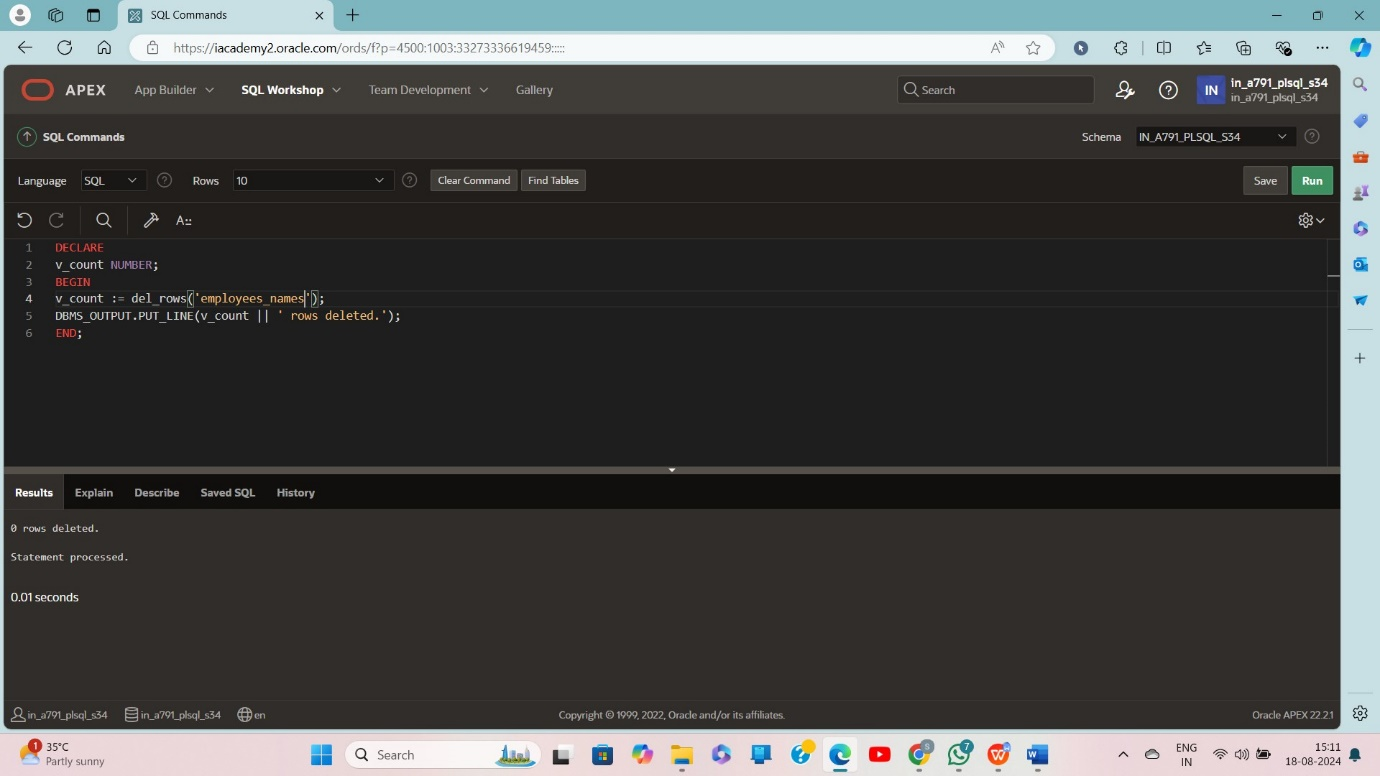 SQL Commands
https://iacademy2.oracle.com/ords/f?p=4500:1003:33273336619459:::::
APEX App Builder SQL Workshop Team Development Gallery Search IN in_a791_plsql_s34
in_a791_plsql_s34
SQL Commands Schema IN_A791_PLSQL_S34
Language SQL Rows 10 Clear Command Find Tables Save Run
A::
1 DECLARE
2 v_count NUMBER;
3 BEGIN
4 v_count := del_rows('employees_names');
5 DBMS_OUTPUT.PUT_LINE(v_count || ' rows deleted.');
6 END;
Results Explain Describe Saved SQL History
0 rows deleted.
Statement processed.
0.01 seconds
in_a791_plsql_s34 in_a791_plsql_s34 en Copyright © 1999, 2022, Oracle and/or its affiliates. Oracle APEX 22.2.1
1 35°C
Partly sunny
Search
7
ENG
IN
15:11
18-08-2024